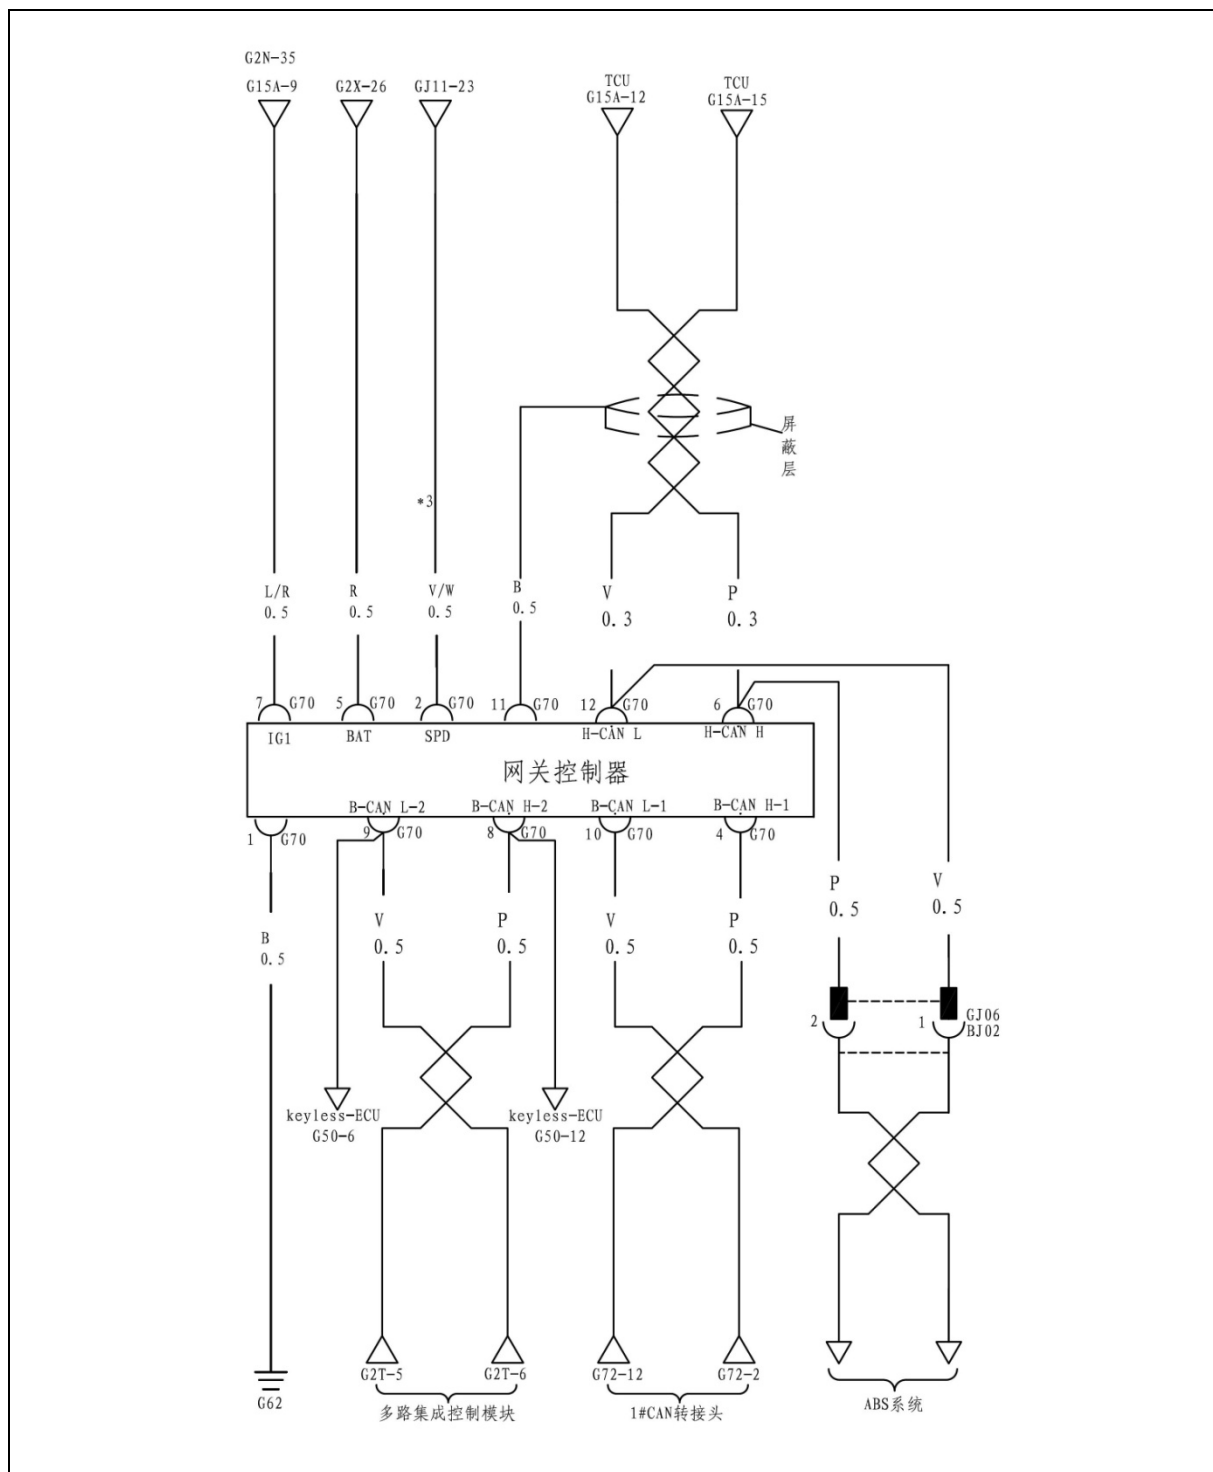 G2N-35
G15A-9 G2X-26 GJ11-23 TCU TCU
G15A-12 G15A-15
屏
蔽
层
*3
L/R R V/W B V P
0.5 0.5 0.5 0.5 0.3 0.3
7 G70 5 G70 2 G70 11 G70 12 G70 6 G70
IG1 BAT SPD H-CAN L H-CAN H
网关控制器
B-CAN L-2 B-CAN H-2 B-CAN L-1 B-CAN H-1
1 G70 9 G70 8 G70 10 G70 4 G70
P V
0.5 0.5
V P V P
B 0.5 0.5 0.5 0.5
0.5
2 1 GJ06
BJ02
keyless-ECU keyless-ECU
G50-6 G50-12
G62 G2T-5 G2T-6 G72-12 G72-2
多路集成控制模块 1#CAN转接头 ABS系统